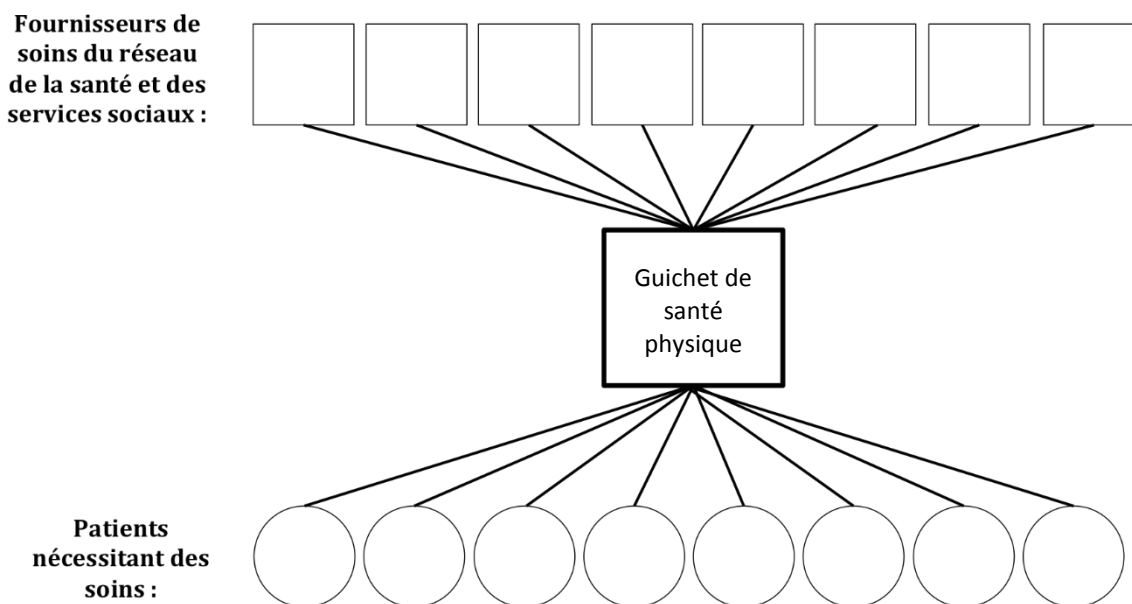 Fournisseurs de
soins du réseau
de la santé et des
services sociaux :
Guichet de
santé
physique
Patients
nécessitant des
soins :